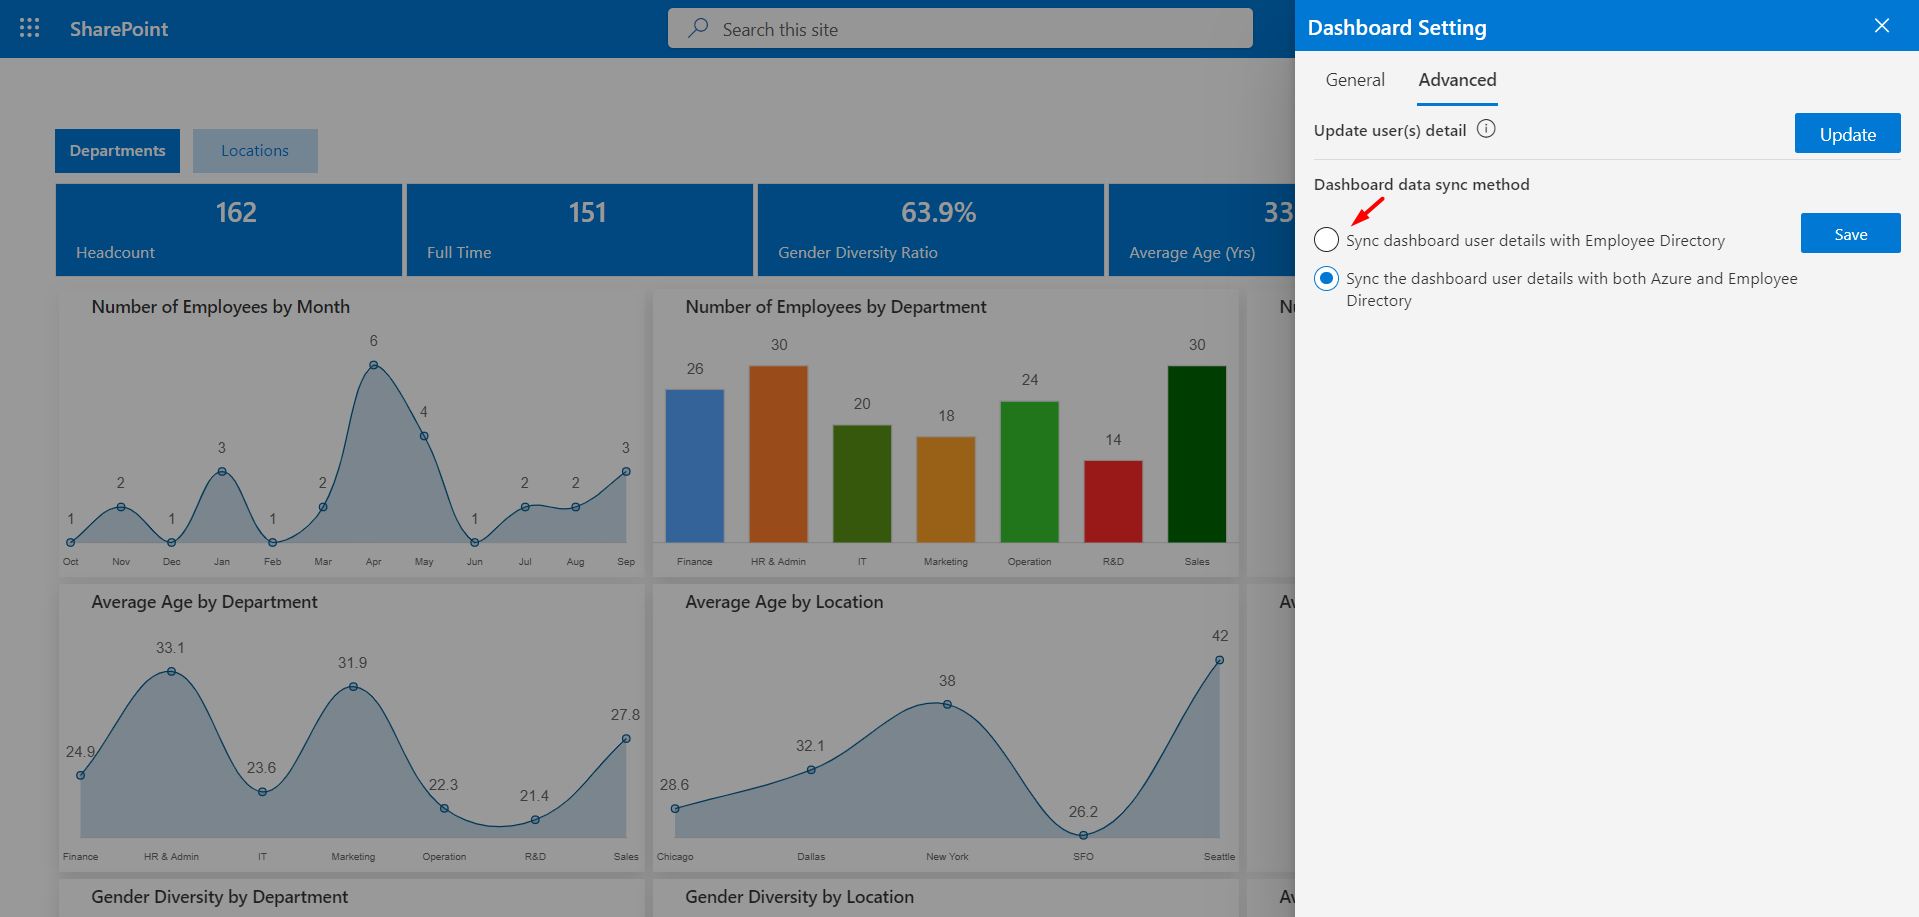 SharePoint
Search this site
Dashboard Setting
General
Advanced
Update user(s) detail
Update
Dashboard data sync method
Sync dashboard user details with Employee Directory
Save
Sync the dashboard user details with both Azure and Employee
Directory
Departments
Locations
162
Headcount
151
Full Time
63.9%
Gender Diversity Ratio
33
Average Age (Yrs)
Number of Employees by Month
6
4
3
3
2
2
2
2
1
1
1
1
Oct Nov Dec Jan Feb Mar Apr May Jun Jul Aug Sep
Number of Employees by Department
26
30
20
18
24
14
30
Finance HR & Admin IT Marketing Operation R&D Sales
Average Age by Department
24.9
33.1
23.6
31.9
22.3
21.4
27.8
Finance HR & Admin IT Marketing Operation R&D Sales
Average Age by Location
28.6
32.1
38
26.2
42
Chicago Dallas New York SFO Seattle
Gender Diversity by Department
Gender Diversity by Location